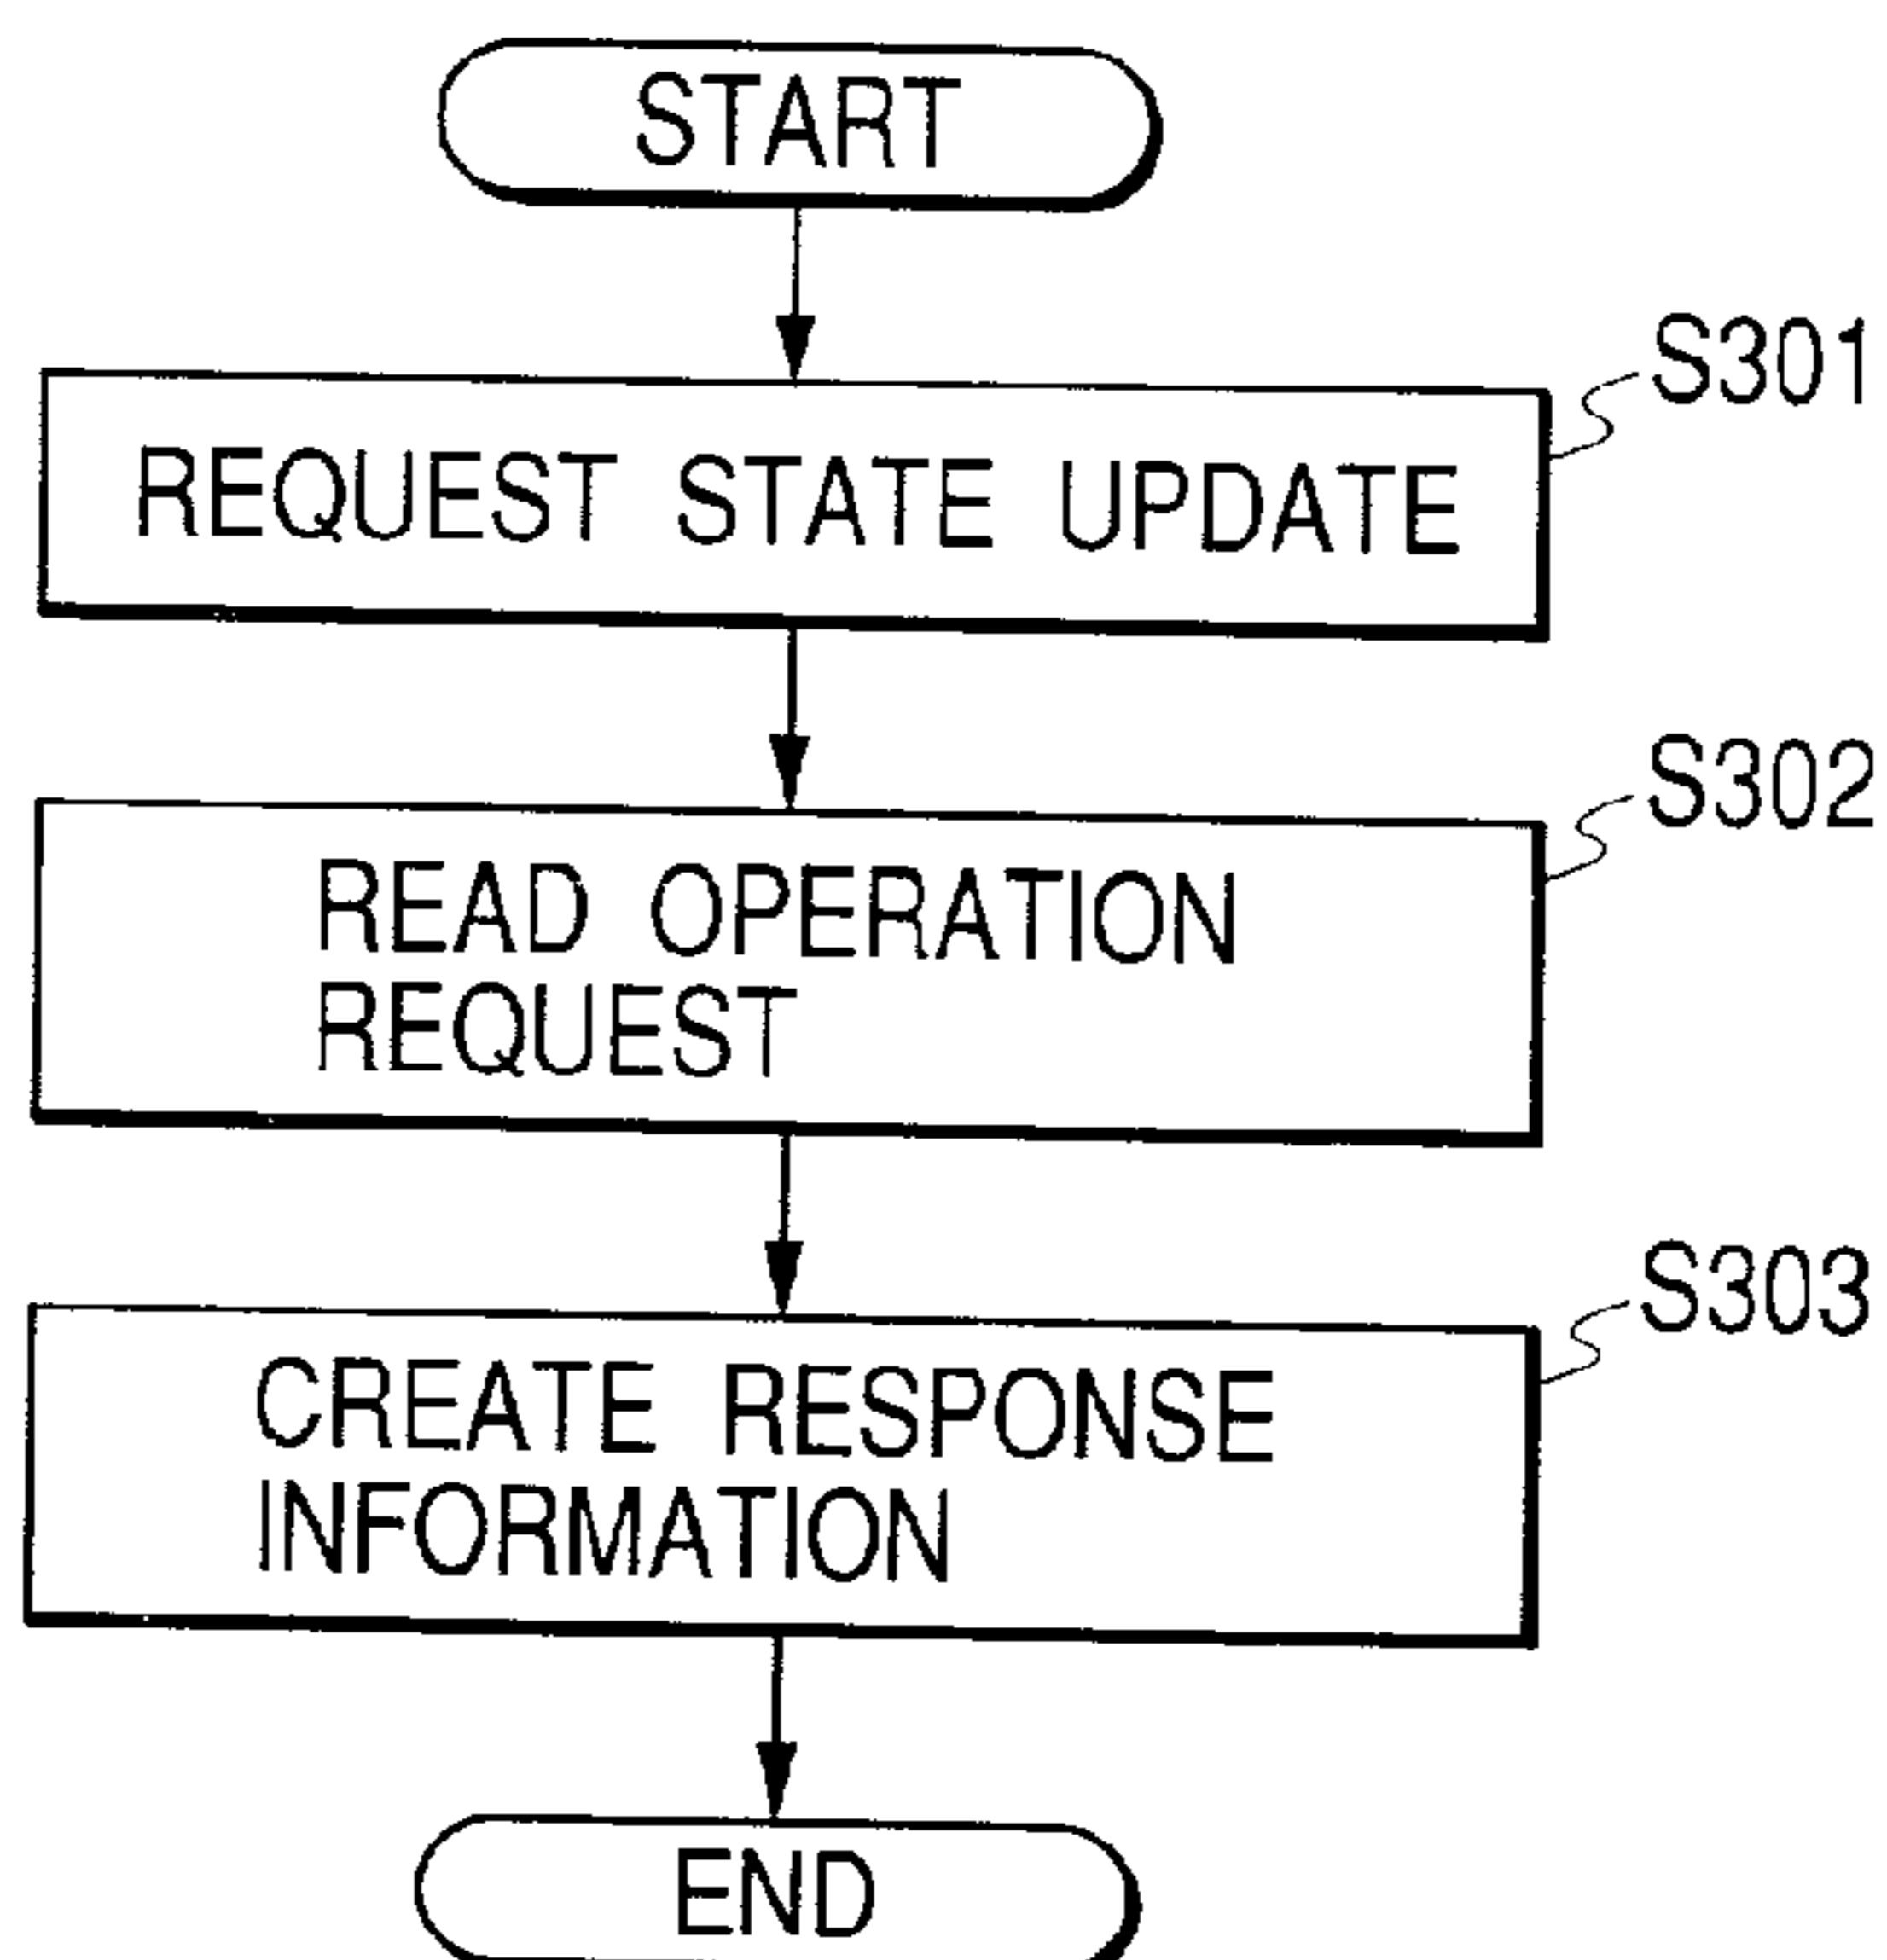 START
S301
REQUEST STATE UPDATE
S302
READ OPERATION
REQUEST
S303
CREATE RESPONSE
INFORMATION
END